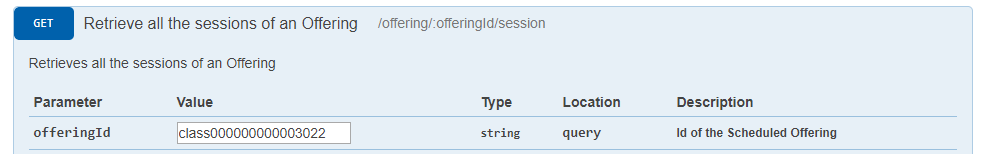 GET Retrieve all the sessions of an Offering /offering/:offeringId/session
Retrieves all the sessions of an Offering
Parameter Value Type Location Description
offeringId class000000000003022 string query Id of the Scheduled Offering